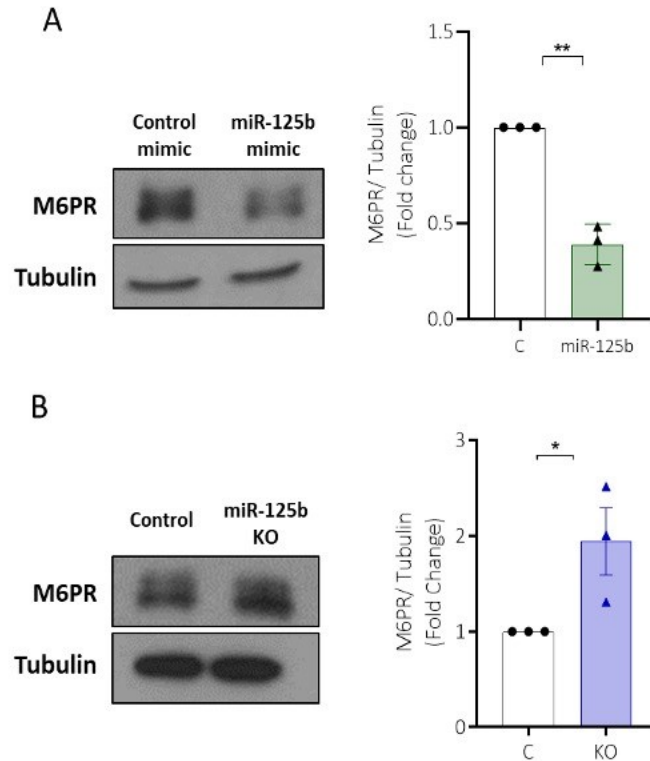 A
Control
mimic
miR-125b
mimic
M6PR
Tubulin
M6PR/ Tubulin
(Fold change)
1.5
1.0
0.5
0.0
**
C
miR-125b
B
Control
miR-125b
KO
M6PR
Tubulin
M6PR/ Tubulin
(Fold Change)
3
2
1
0
*
C
KO